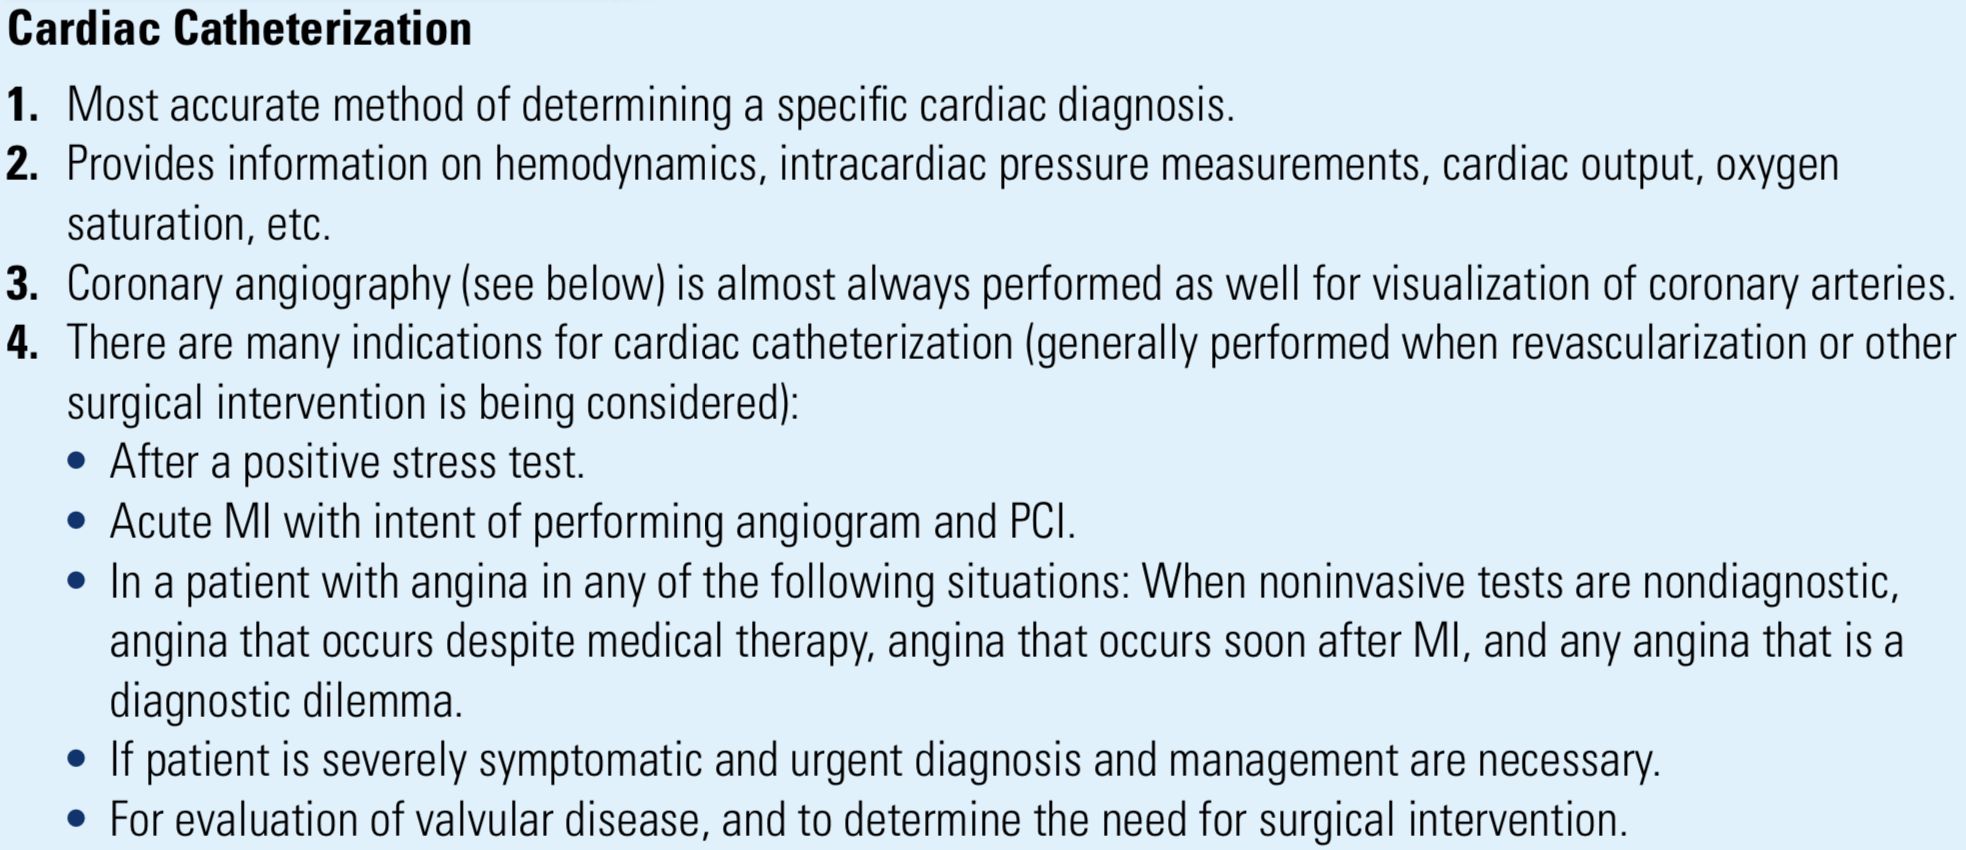 Cardiac Catheterization
1. Most accurate method of determining a specific cardiac diagnosis.
2. Provides information on hemodynamics, intracardiac pressure measurements, cardiac output, oxygen
saturation, etc.
3. Coronary angiography (see below) is almost always performed as well for visualization of coronary arteries.
4. There are many indications for cardiac catheterization (generally performed when revascularization or other
surgical intervention is being considered):
• After a positive stress test.
• Acute MI with intent of performing angiogram and PCI.
• In a patient with angina in any of the following situations: When noninvasive tests are nondiagnostic,
angina that occurs despite medical therapy, angina that occurs soon after MI, and any angina that is a
diagnostic dilemma.
• If patient is severely symptomatic and urgent diagnosis and management are necessary.
• For evaluation of valvular disease, and to determine the need for surgical intervention.